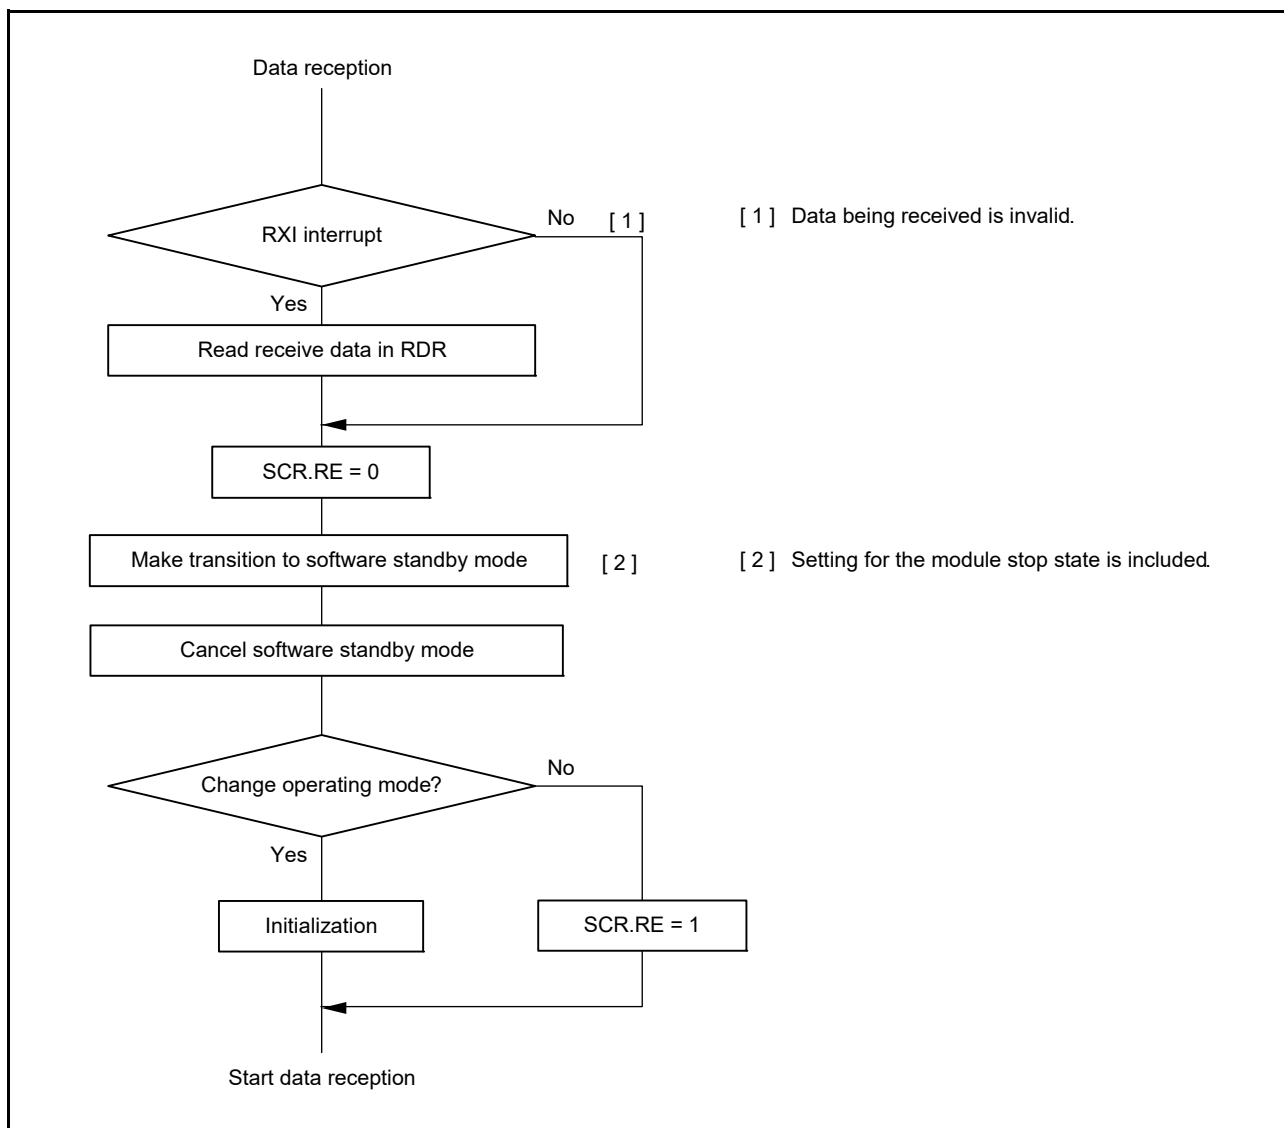 Data reception
RXI interrupt
No [ 1 ]
[ 1 ] Data being received is invalid.
Yes
Read receive data in RDR
SCR.RE = 0
Make transition to software standby mode
[ 2 ]
[ 2 ] Setting for the module stop state is included.
Cancel software standby mode
Change operating mode?
No
Yes
Initialization
SCR.RE = 1
Start data reception